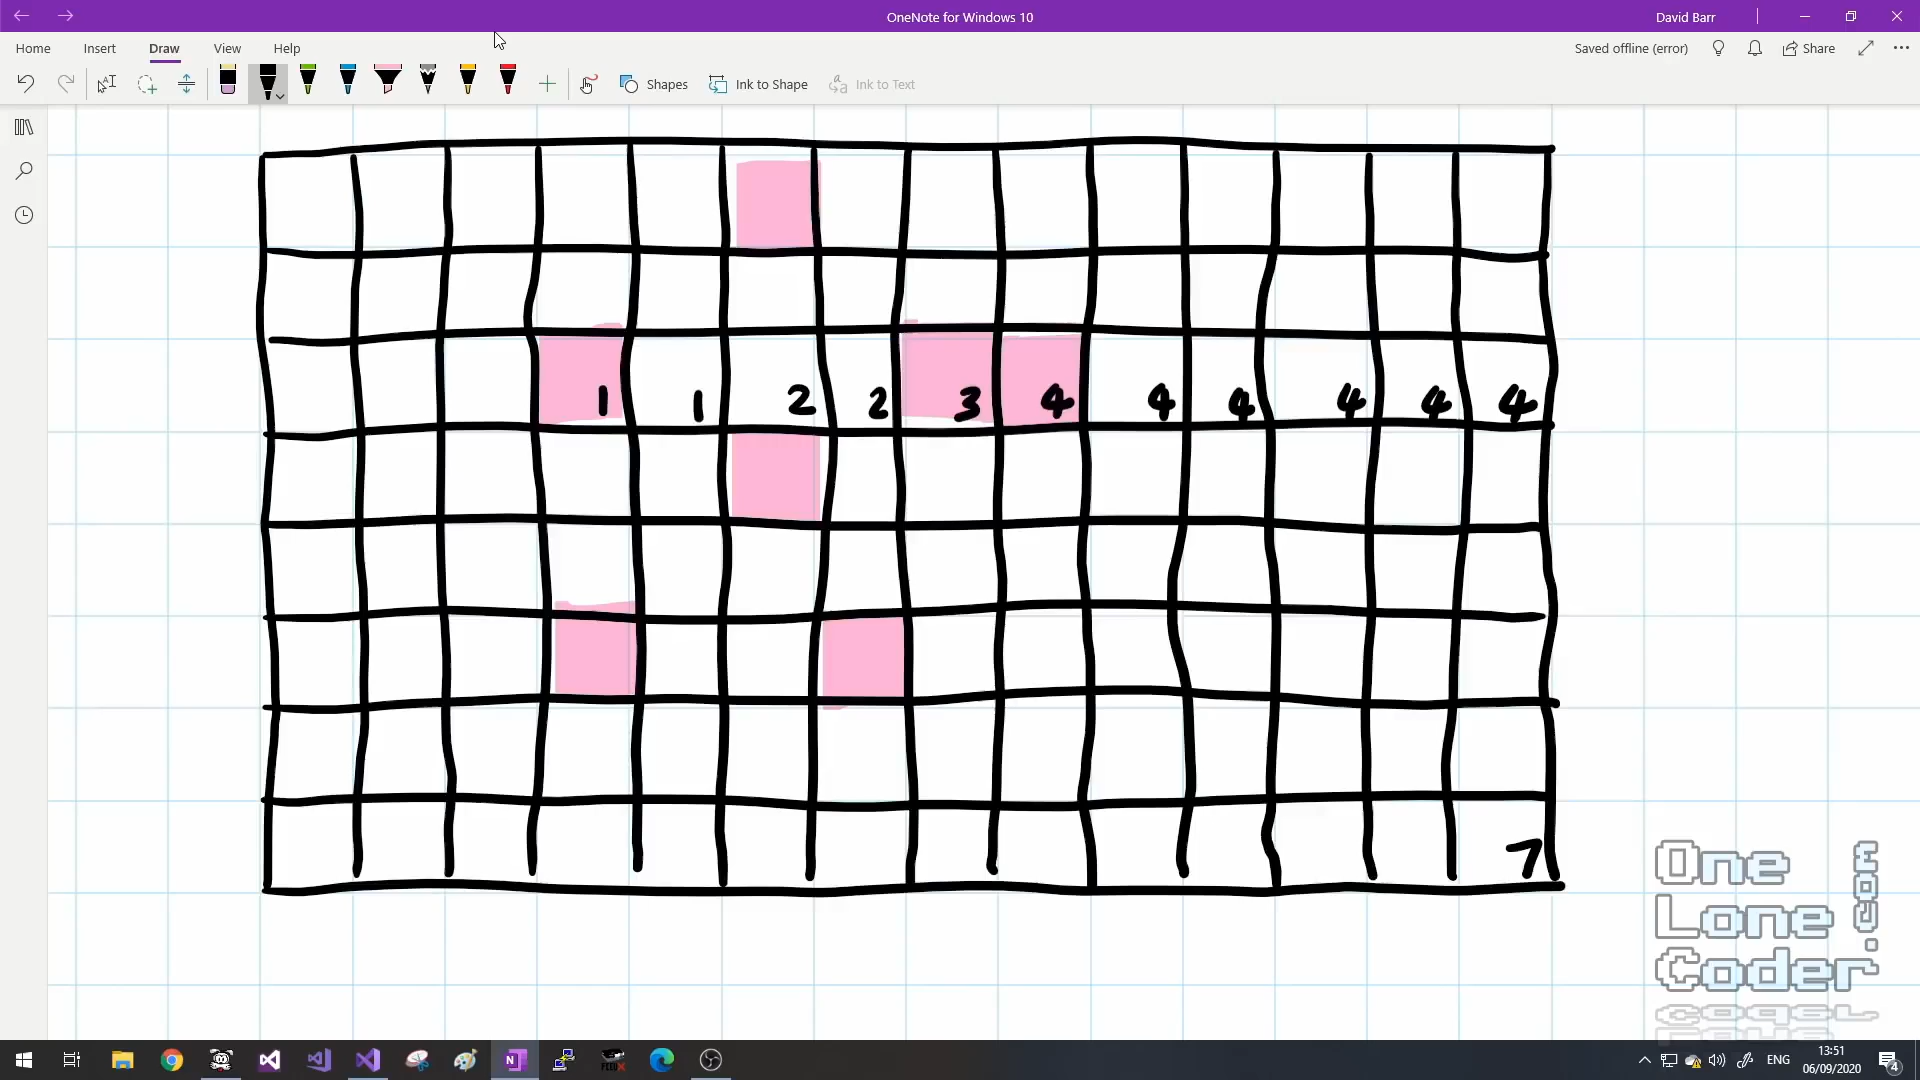 OneNote for Windows 10
David Barr
Home Insert Draw View Help
Saved offline (error)
Share
Shapes
Ink to Shape
Ink to Text
1 1 2 2 3 4 4 4 4 4 4
7
One
Lone
Coder
.com
ENG
13:51
06/09/2020
4